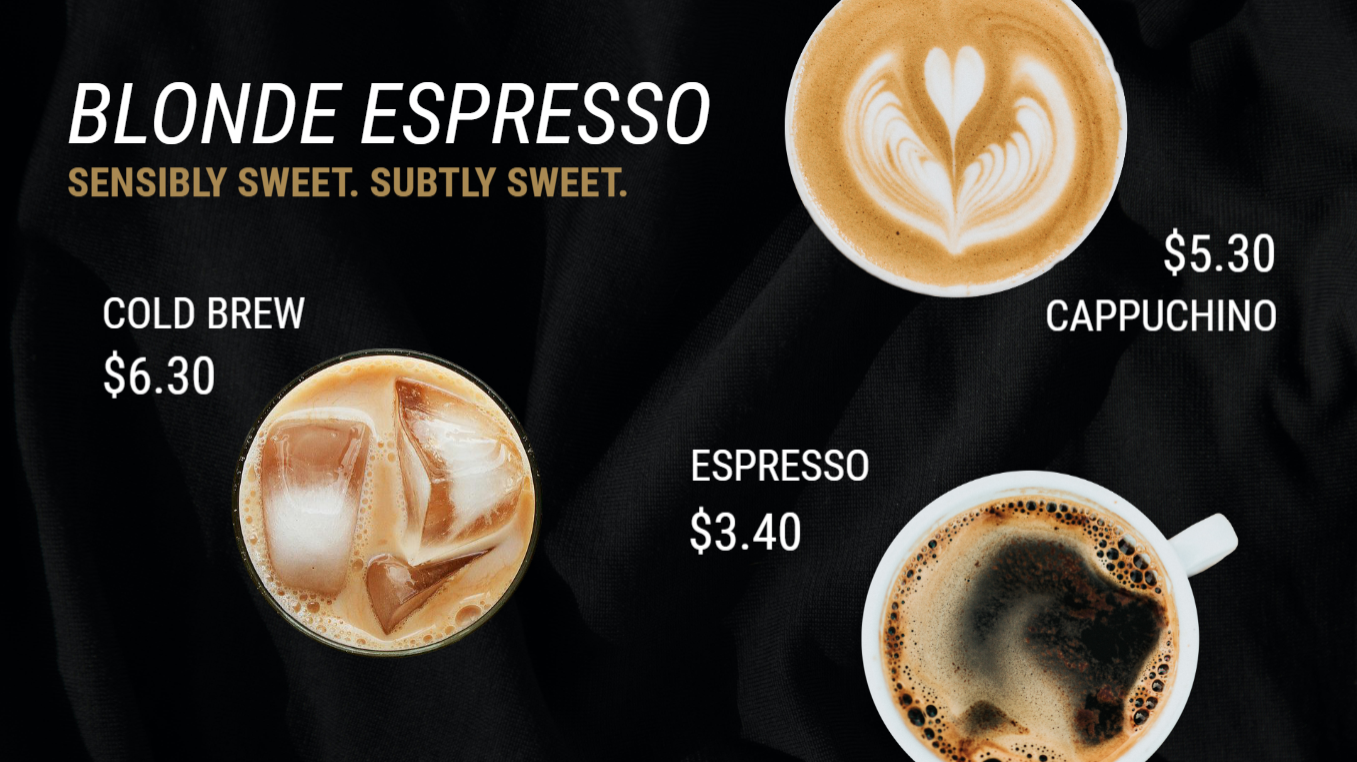 BLONDE ESPRESSO
SENSIBLY SWEET. SUBTLY SWEET.
$5.30
CAPPUCHINO
COLD BREW
$6.30
ESPRESSO
$3.40